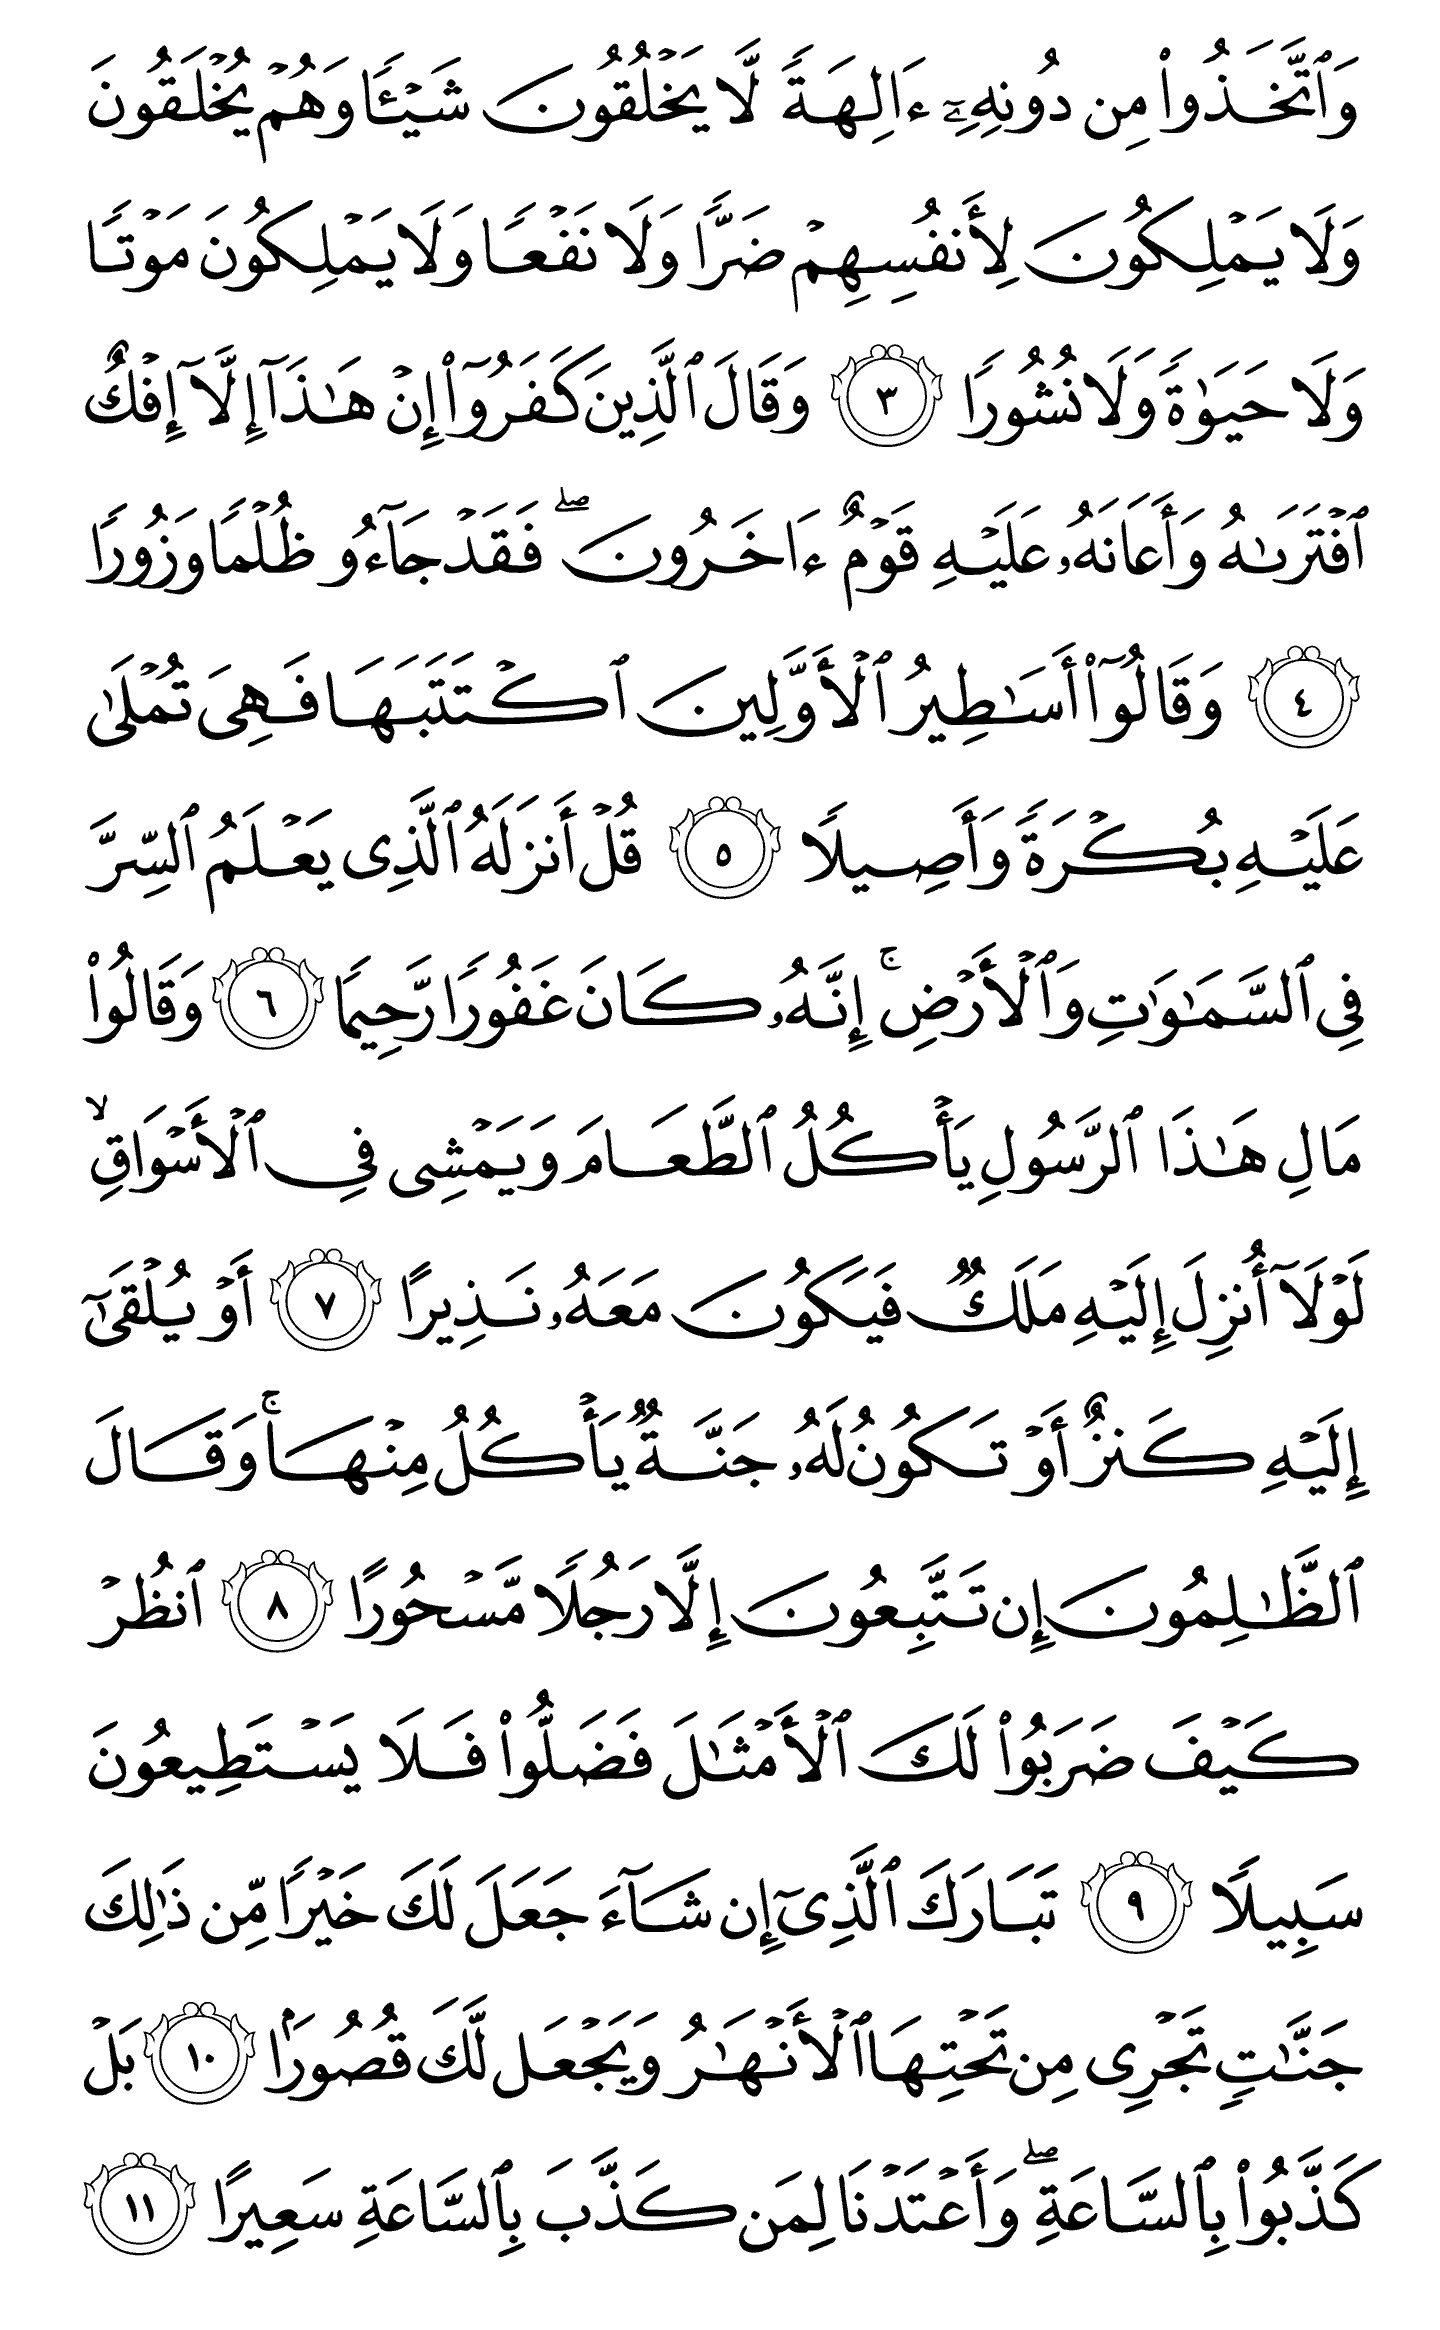 وَٱتَّخَذُوا۟ مِن دُونِهِۦٓ ءَالِهَةً لَّا يَخْلُقُونَ شَيْـًٔا وَهُمْ يُخْلَقُونَ
وَلَا يَمْلِكُونَ لِأَنفُسِهِمْ ضَرًّا وَلَا نَفْعًا وَلَا يَمْلِكُونَ مَوْتًا
وَلَا حَيَوٰةً وَلَا نُشُورًا ٣ وَقَالَ ٱلَّذِينَ كَفَرُوٓا۟ إِنْ هَـٰذَآ إِلَّآ إِفْكٌ
ٱفْتَرَىٰهُ وَأَعَانَهُۥ عَلَيْهِ قَوْمٌ ءَاخَرُونَ ۖ فَقَدْ جَآءُو ظُلْمًا وَزُورًا
٤ وَقَالُوٓا۟ أَسَـٰطِيرُ ٱلْأَوَّلِينَ ٱكْتَتَبَهَا فَهِىَ تُمْلَىٰ
عَلَيْهِ بُكْرَةً وَأَصِيلًا ٥ قُلْ أَنزَلَهُ ٱلَّذِى يَعْلَمُ ٱلسِّرَّ
فِى ٱلسَّمَـٰوَٰتِ وَٱلْأَرْضِ ۚ إِنَّهُۥ كَانَ غَفُورًا رَّحِيمًا ٦ وَقَالُوا۟
مَالِ هَـٰذَا ٱلرَّسُولِ يَأْكُلُ ٱلطَّعَامَ وَيَمْشِى فِى ٱلْأَسْوَاقِ ۙ
لَوْلَآ أُنزِلَ إِلَيْهِ مَلَكٌ فَيَكُونَ مَعَهُۥ نَذِيرًا ٧ أَوْ يُلْقَىٰٓ
إِلَيْهِ كَنزٌ أَوْ تَكُونُ لَهُۥ جَنَّةٌ يَأْكُلُ مِنْهَا ۚ وَقَالَ
ٱلظَّـٰلِمُونَ إِن تَتَّبِعُونَ إِلَّا رَجُلًا مَّسْحُورًا ٨ ٱنظُرْ
كَيْفَ ضَرَبُوا۟ لَكَ ٱلْأَمْثَـٰلَ فَضَلُّوا۟ فَلَا يَسْتَطِيعُونَ
سَبِيلًا ٩ تَبَارَكَ ٱلَّذِىٓ إِن شَآءَ جَعَلَ لَكَ خَيْرًا مِّن ذَٰلِكَ
جَنَّـٰتٍ تَجْرِى مِن تَحْتِهَا ٱلْأَنْهَـٰرُ وَيَجْعَل لَّكَ قُصُورًۢا ١٠ بَلْ
كَذَّبُوا۟ بِٱلسَّاعَةِ ۖ وَأَعْتَدْنَا لِمَن كَذَّبَ بِٱلسَّاعَةِ سَعِيرًا ١١